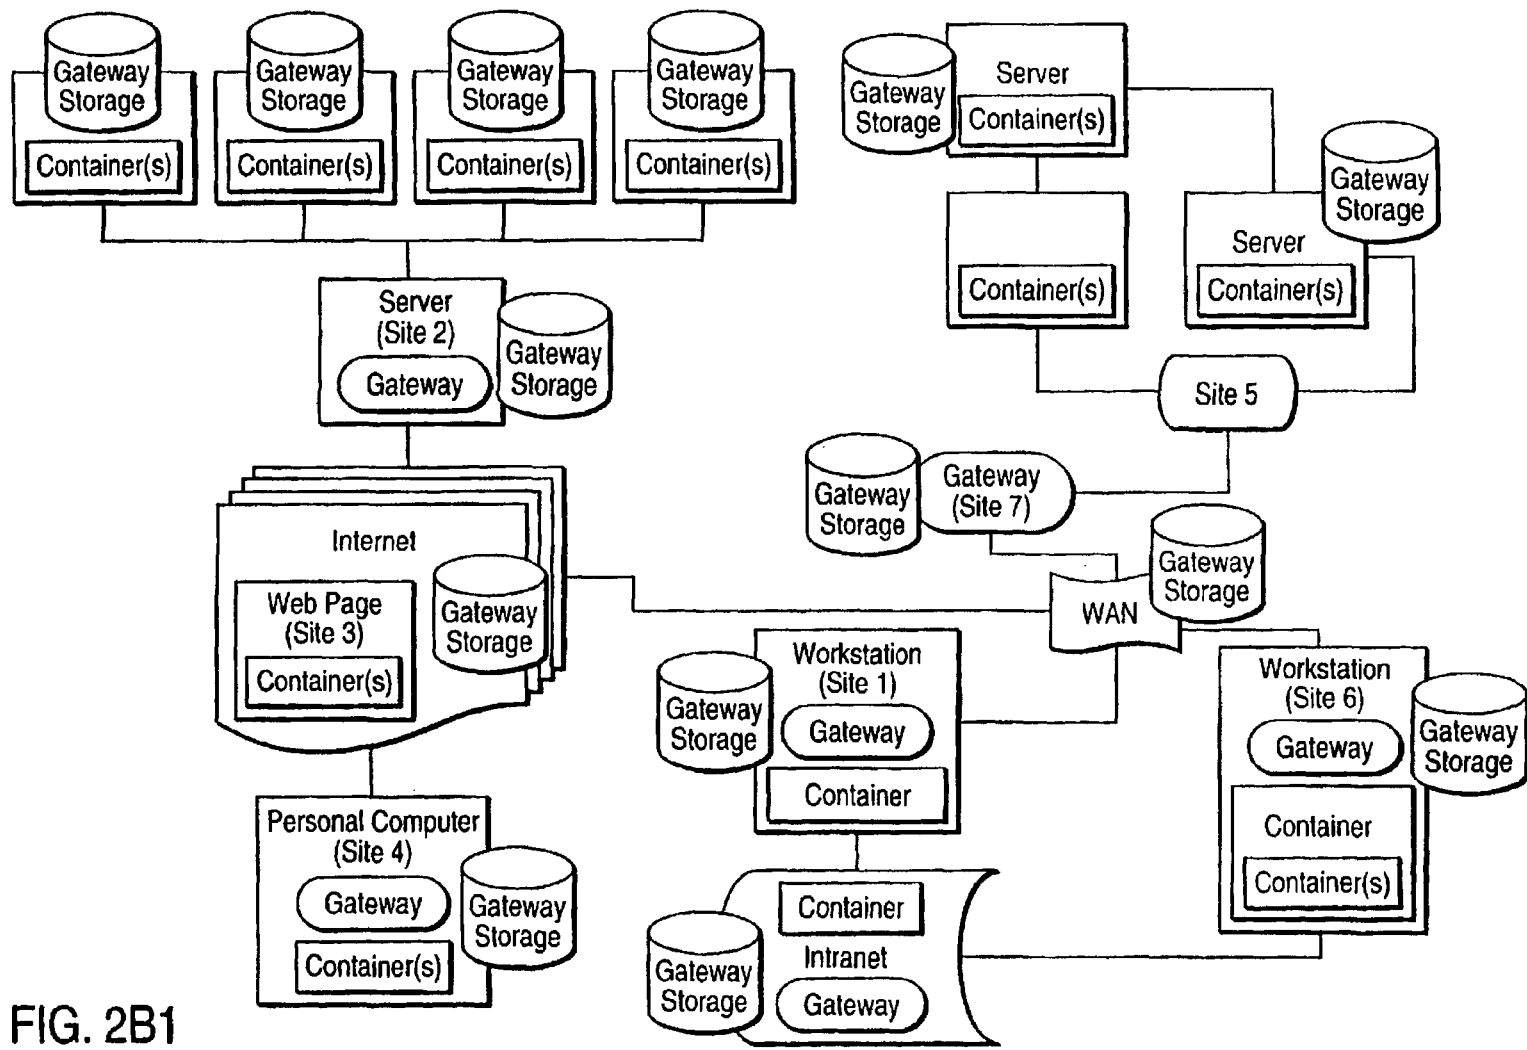 Gateway
Storage
Container(s)
Gateway
Storage
Container(s)
Gateway
Storage
Container(s)
Gateway
Storage
Container(s)
Server
(Site 2)
Gateway
Gateway
Storage
Internet
Web Page
(Site 3)
Container(s)
Gateway
Storage
Personal Computer
(Site 4)
Gateway
Container(s)
Gateway
Storage
Gateway
Storage
Server
Container(s)
Container(s)
Server
Container(s)
Gateway
Storage
Site 5
Gateway
Storage
Gateway
(Site 7)
WAN
Gateway
Storage
Gateway
Storage
Workstation
(Site 1)
Gateway
Container
Workstation
(Site 6)
Gateway
Container
Container(s)
Gateway
Storage
Gateway
Storage
Container
Intranet
Gateway
FIG. 2B1